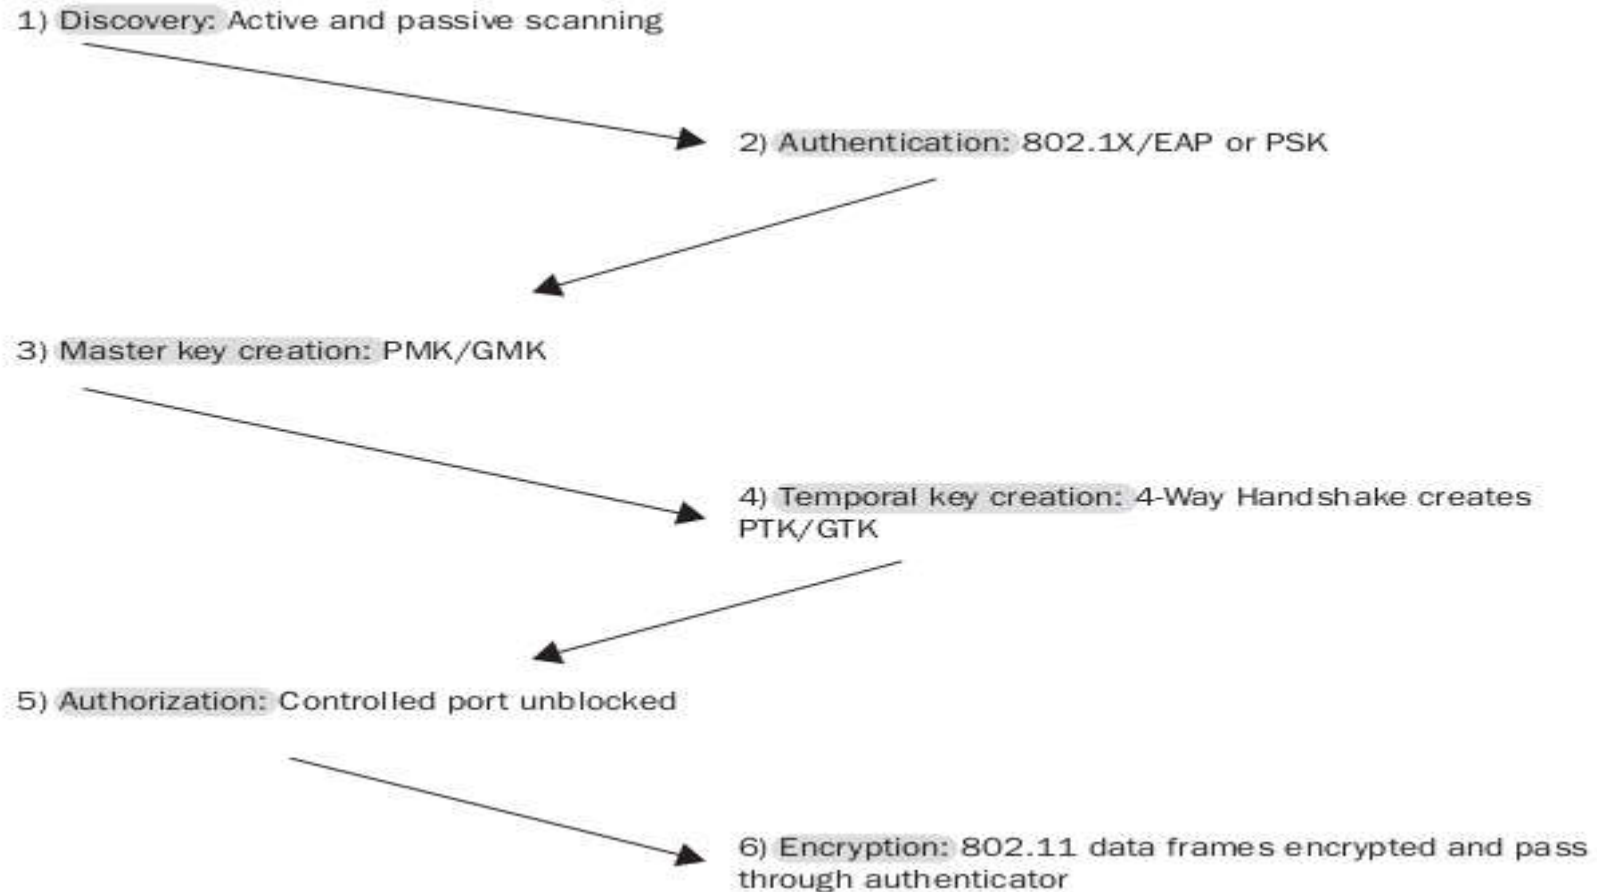 1) Discovery: Active and passive scanning
2) Authentication: 802.1X/EAP or PSK
3) Master key creation: PMK/GMK
4) Temporal key creation: 4-Way Handshake creates
PTK/GTK
5) Authorization: Controlled port unblocked
6) Encryption: 802.11 data frames encrypted and pass
through authenticator